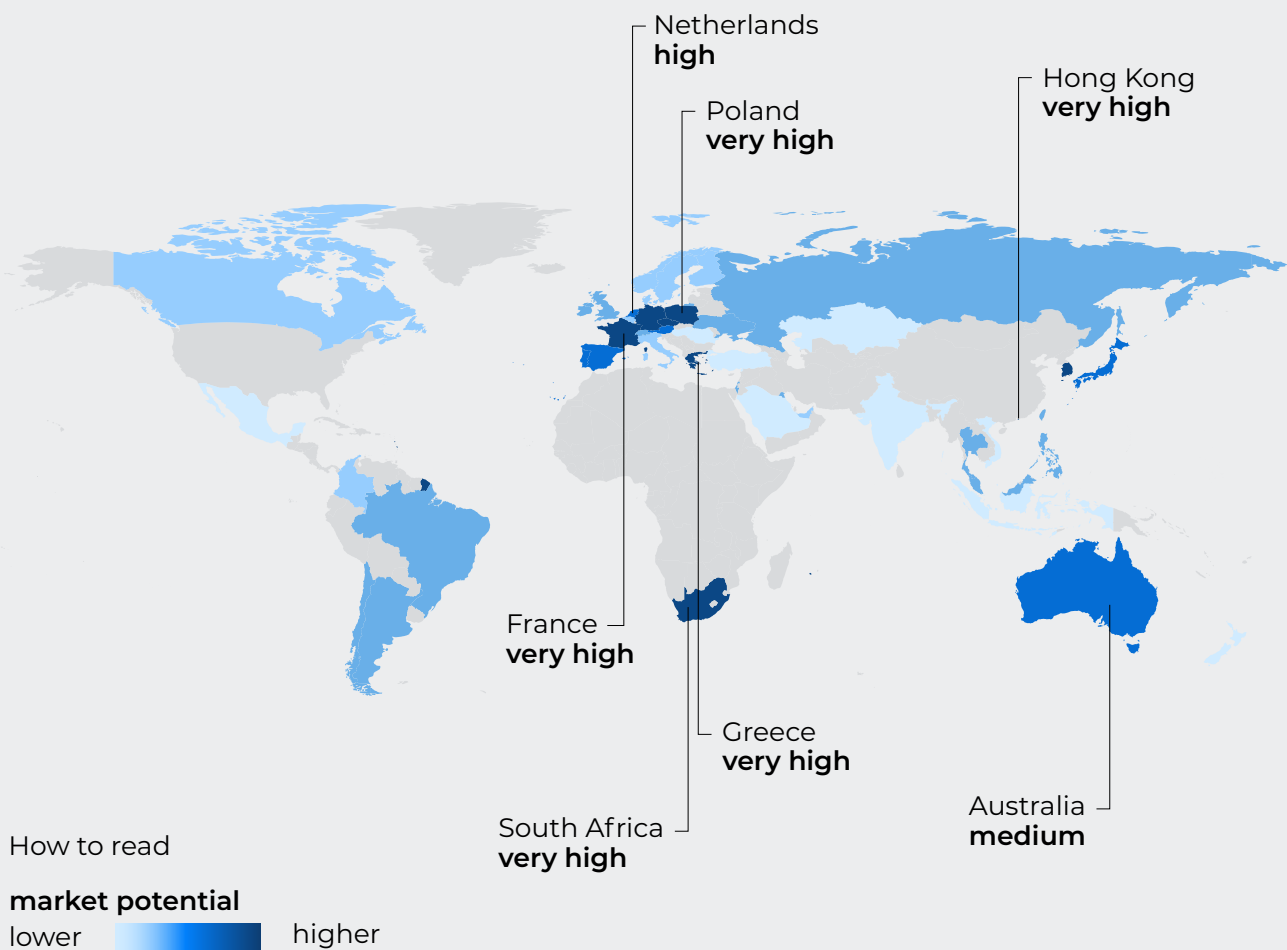 Netherlands
high
Hong Kong
very high
Poland
very high
France
very high
Greece
very high
Australia
medium
South Africa
very high
How to read
market potential
lower higher